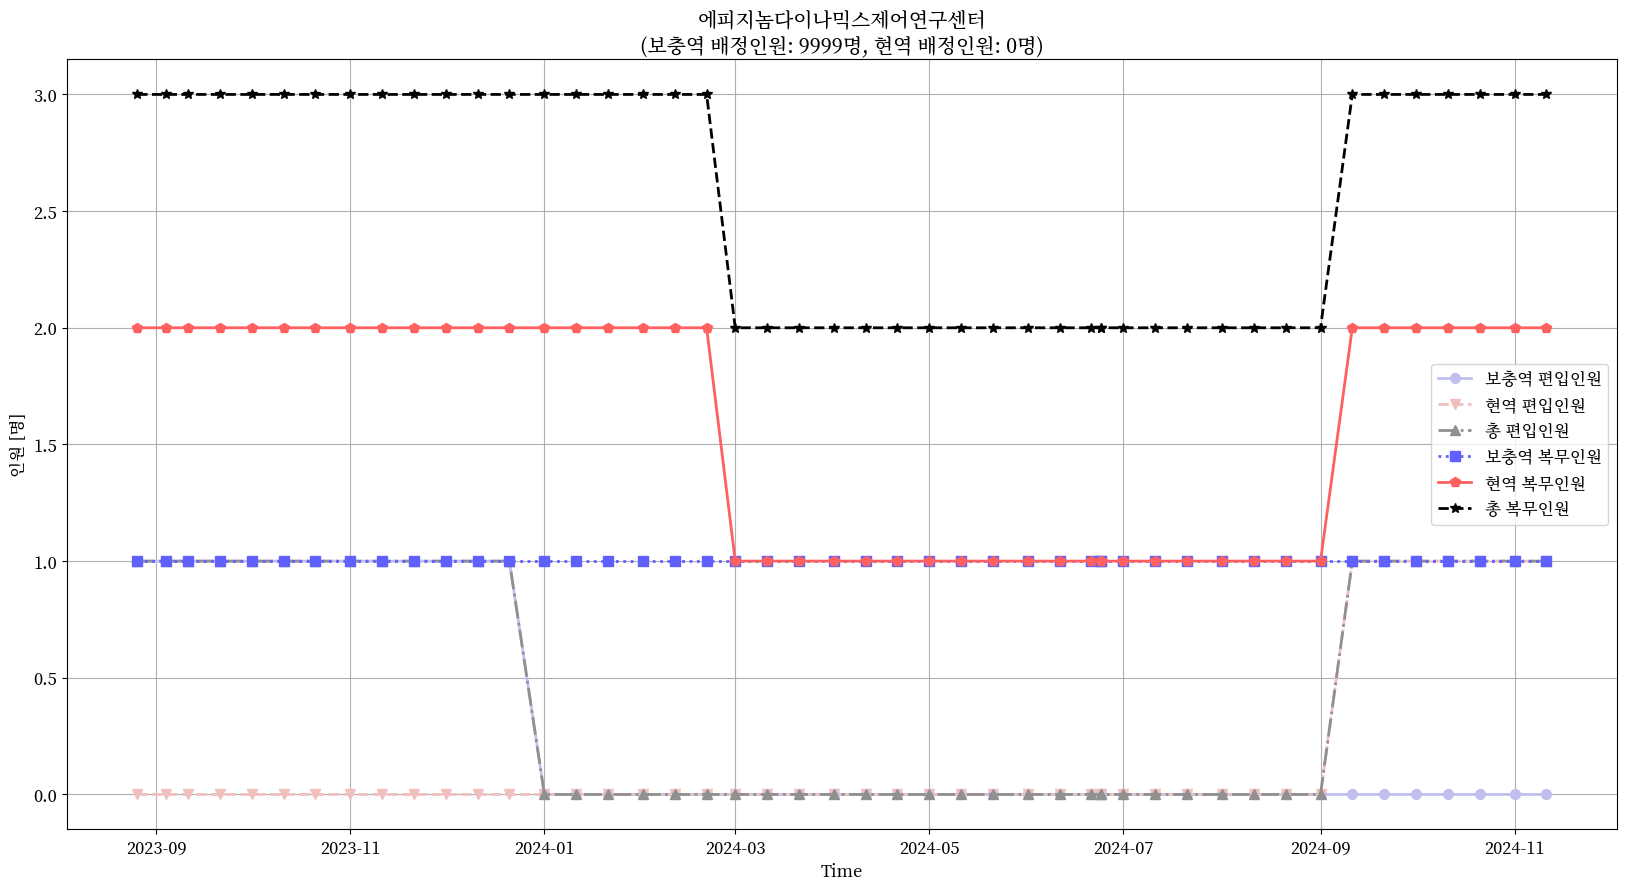 에피지놈다이나믹스제어연구센터
(보충역 배정인원: 9999명, 현역 배정인원: 0명)
3.0
2.5
2.0
1.5
1.0
0.5
0.0
인원 [명]
보충역 편입인원
현역 편입인원
총 편입인원
보충역 복무인원
현역 복무인원
총 복무인원
2023-09
2023-11
2024-01
2024-03
2024-05
2024-07
2024-09
2024-11
Time